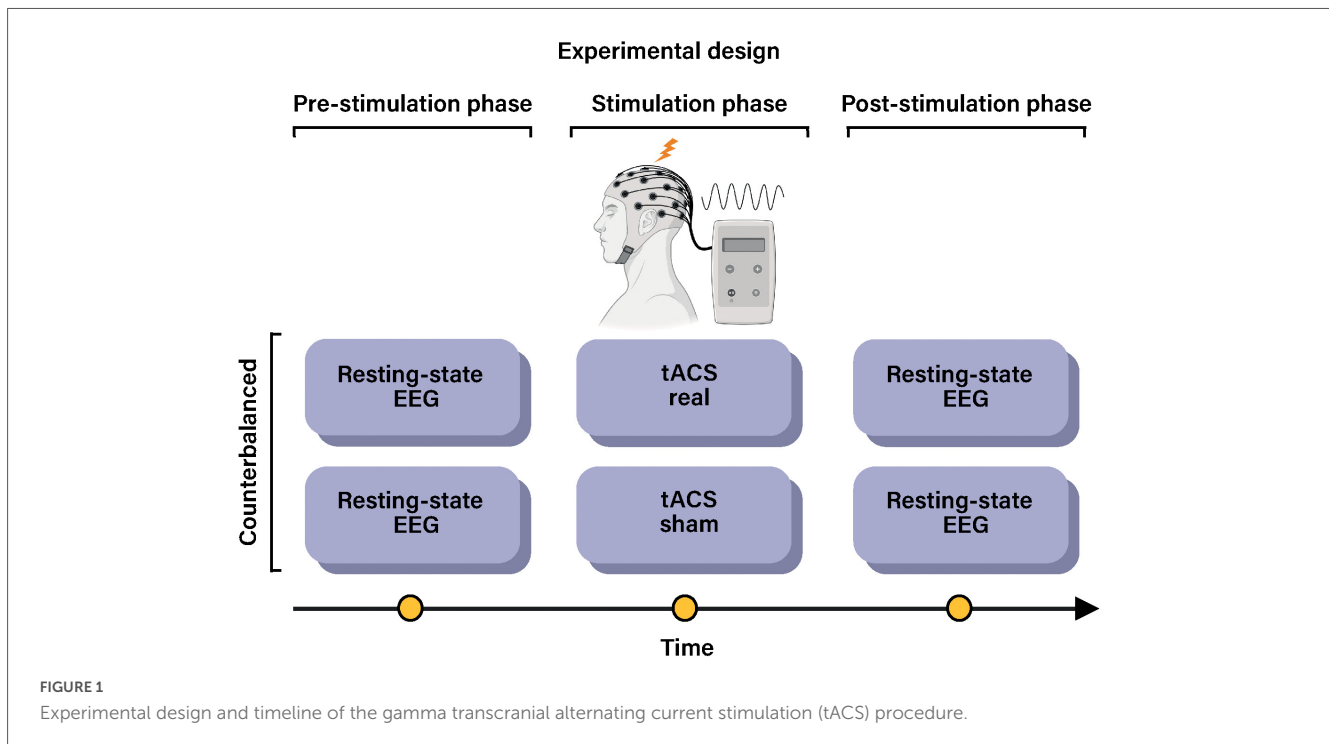 Experimental design
Pre-stimulation phase
Stimulation phase
Post-stimulation phase
Counterbalanced
Resting-state
EEG
tACS
real
Resting-state
EEG
Resting-state
EEG
tACS
sham
Resting-state
EEG
Time
FIGURE 1
Experimental design and timeline of the gamma transcranial alternating current stimulation (tACS) procedure.